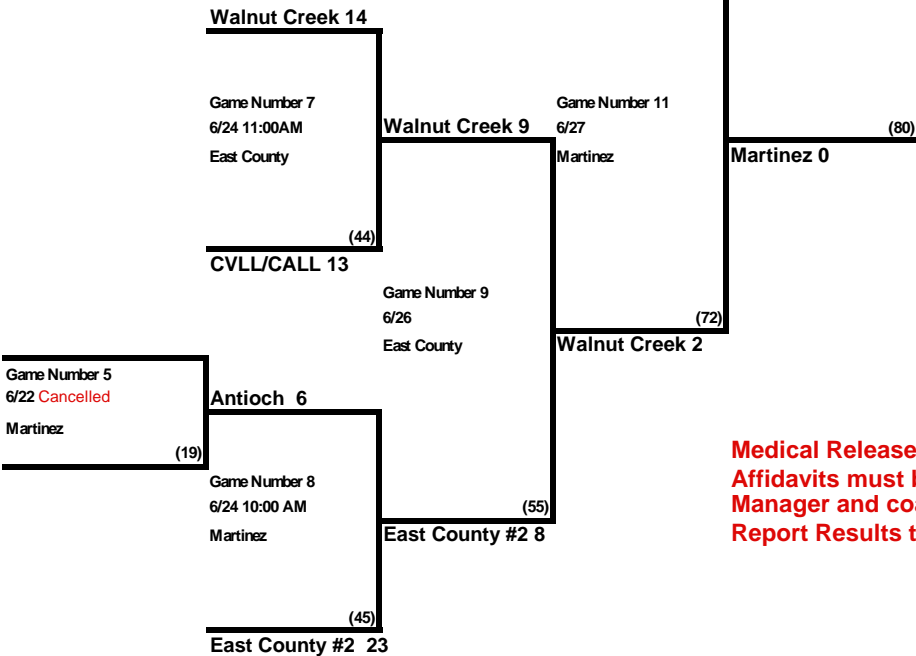 Walnut Creek 14
Game Number 7
6/24 11:00AM
East County
(44)
CVLL/CALL 13
Walnut Creek 9
Game Number 11
6/27
Martinez
(80)
Martinez 0
Game Number 9
6/26
East County
(72)
Walnut Creek 2
Game Number 5
6/22 Cancelled
Martinez
(19)
Antioch 6
Game Number 8
6/24 10:00 AM
Martinez
(55)
East County #2 8
(45)
East County #2 23
Medical Release
Affidavits must
Manager and
Report Results